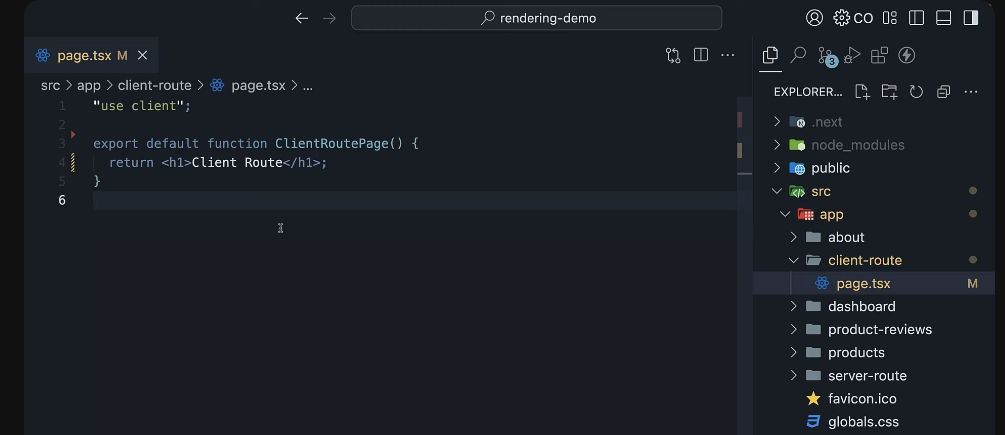 rendering-demo
CO
page.tsx M
src > app > client-route > page.tsx > ...
3
EXPLORER...
1 "use client";
2
3 export default function ClientRoutePage() {
4 return <h1>Client Route</h1>;
5 }
6
.next
node_modules
public
src
app
about
client-route
page.tsx M
dashboard
product-reviews
products
server-route
favicon.ico
globals.css